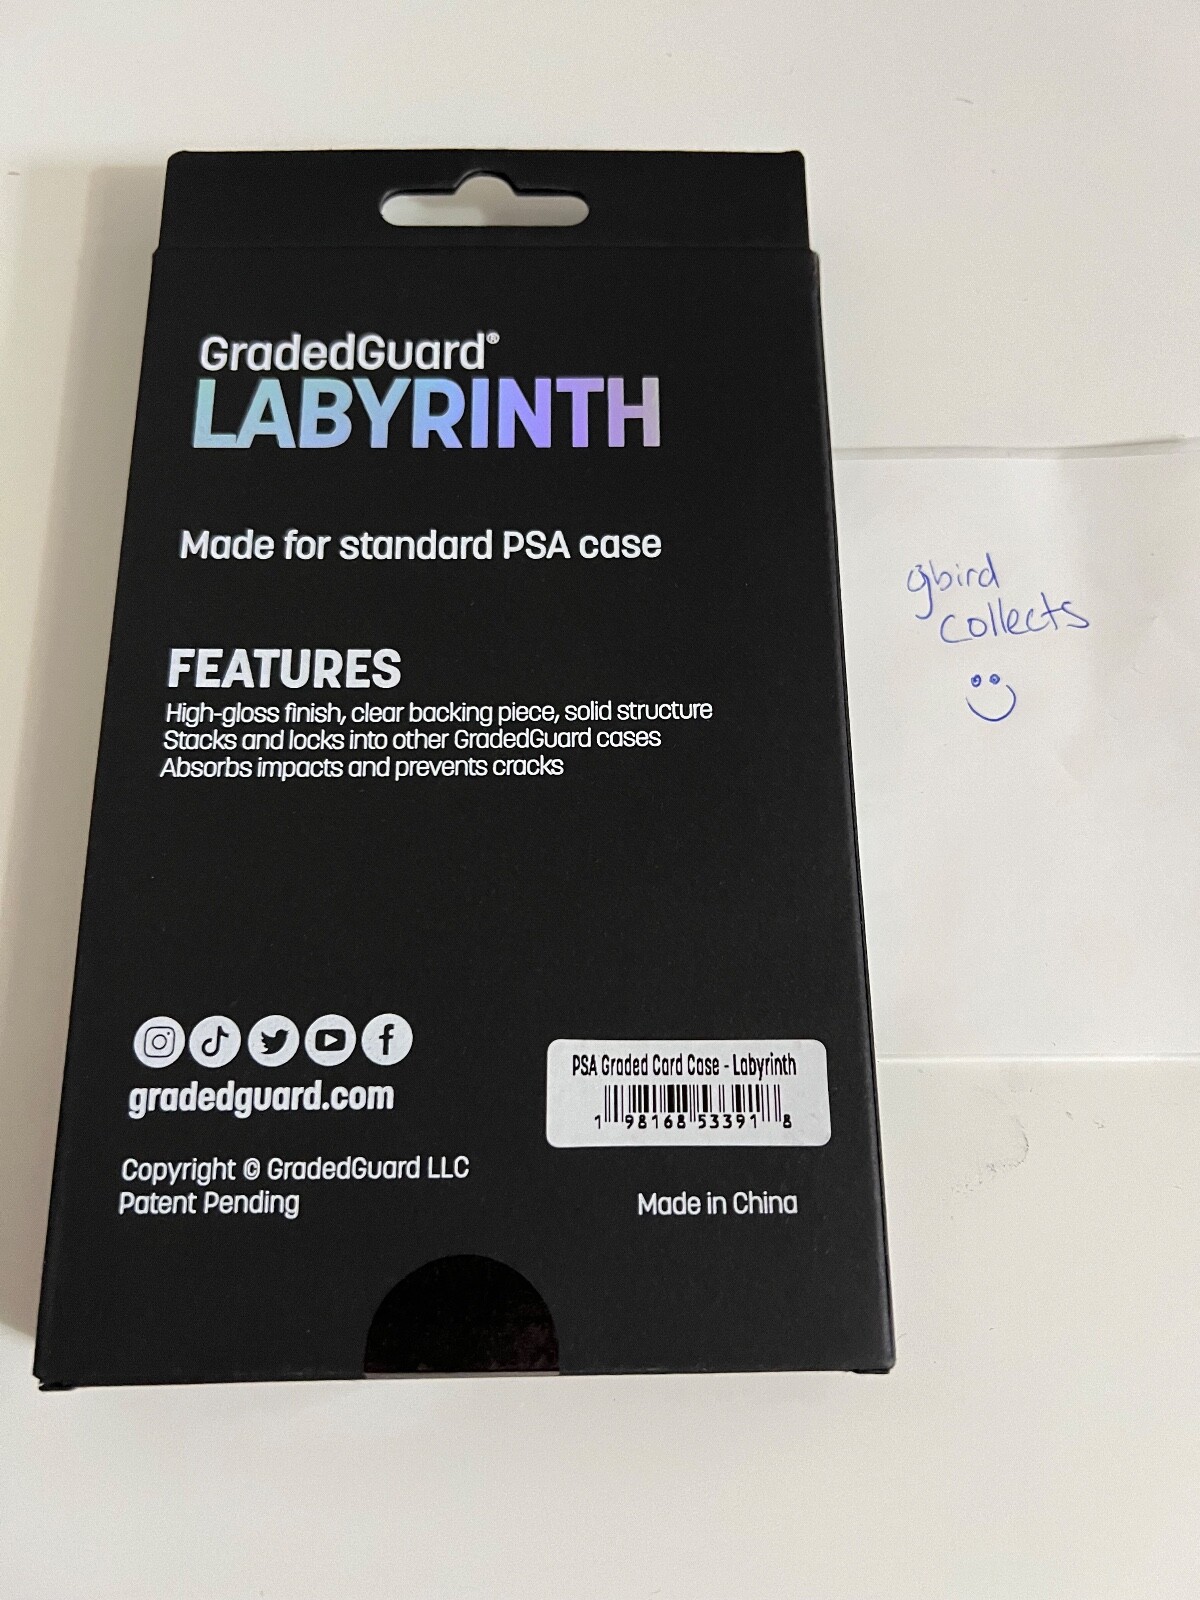 GradedGuard®
LABYRINTH
Made for standard PSA case
FEATURES
High-gloss finish, clear backing piece, solid structure
Stacks and locks into other GradedGuard cases
Absorbs impacts and prevents cracks
gbird
collects
gradedguard.com
PSA Graded Card Case - Labyrinth
1 98168 53391 8
Copyright © GradedGuard LLC
Patent Pending
Made in China